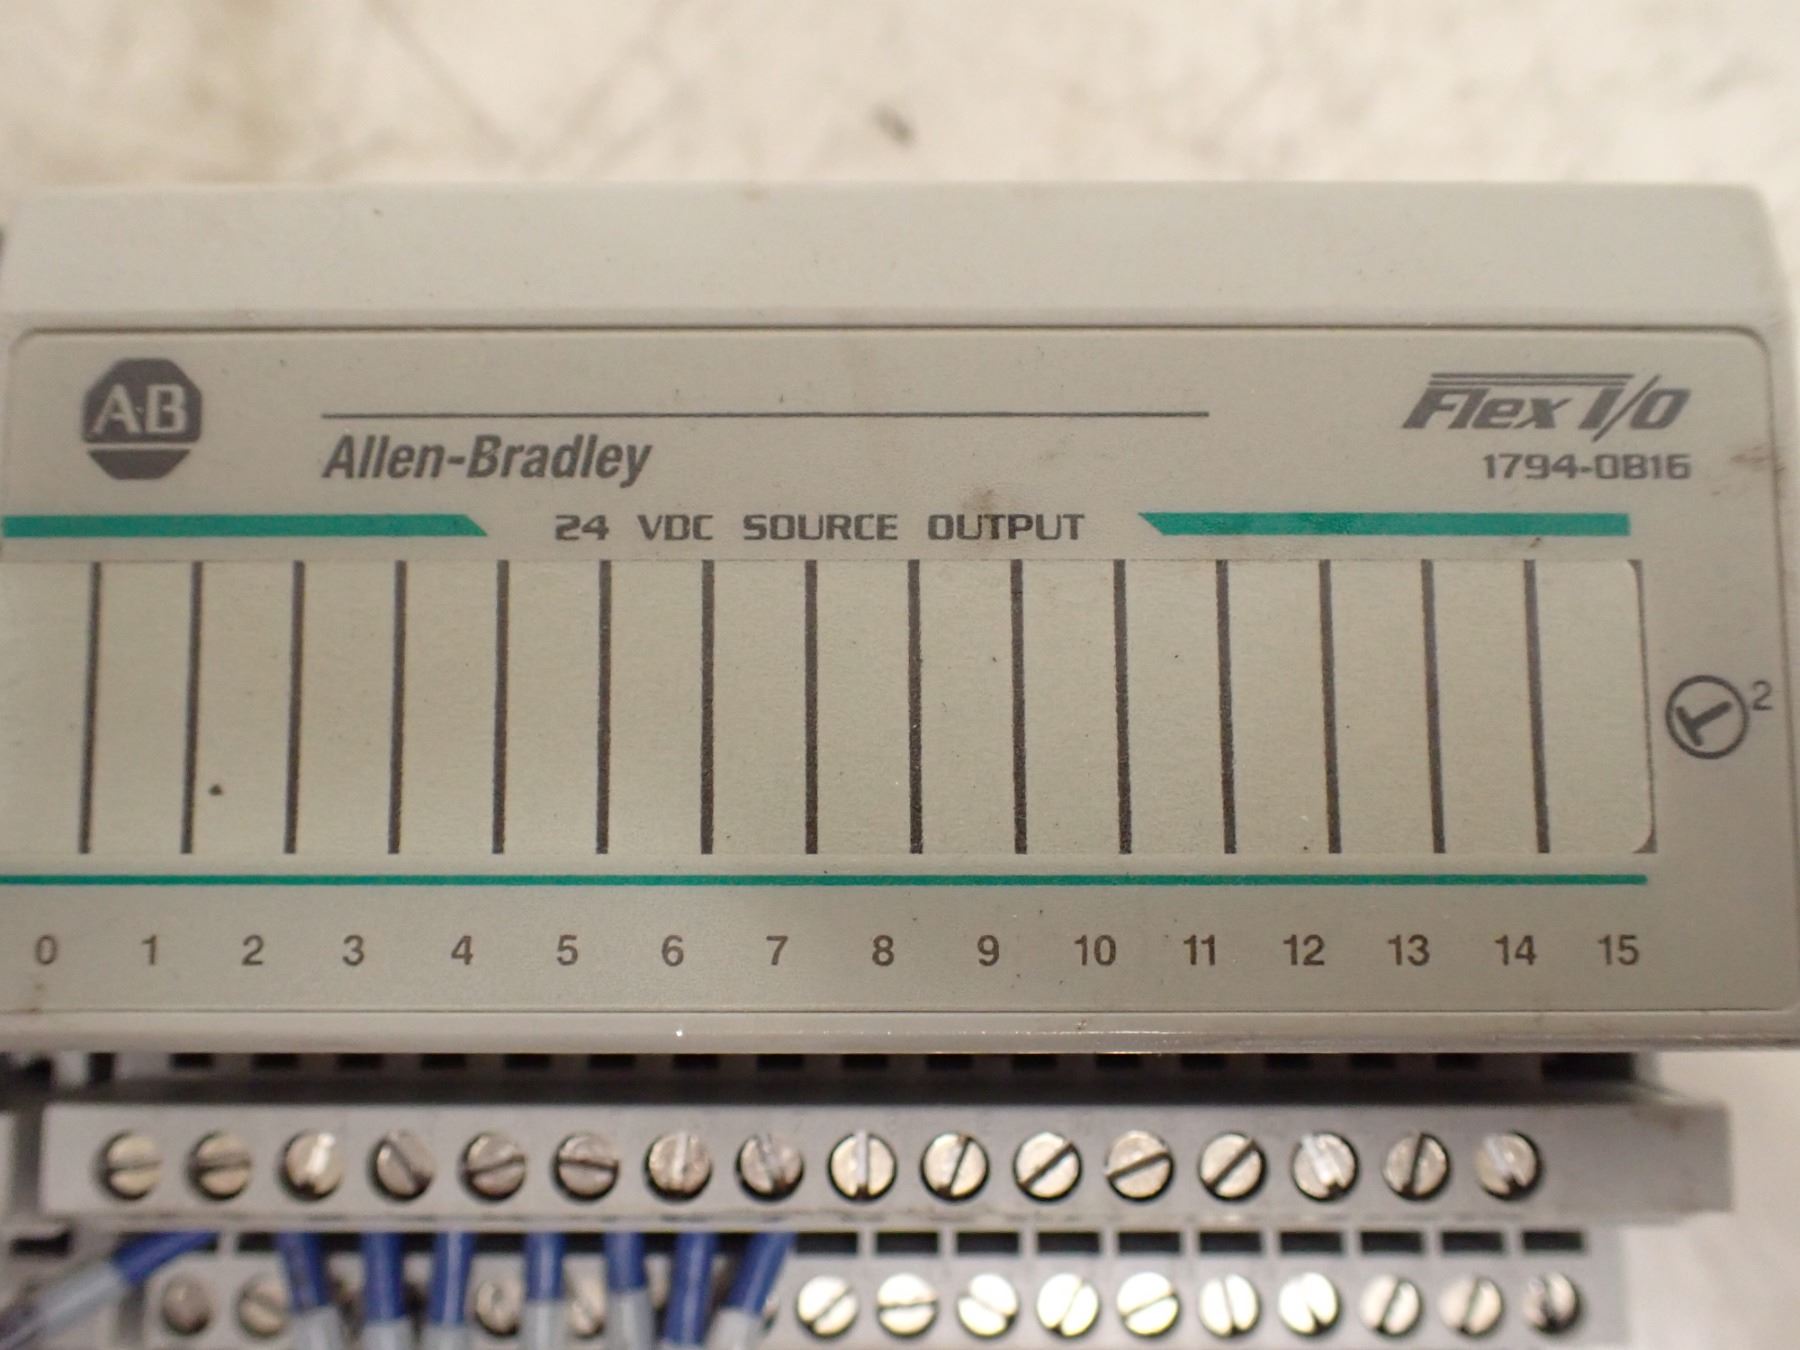 AB
Allen-Bradley
Flex I/O
1794-OB16
24 VDC SOURCE OUTPUT
2
0 1 2 3 4 5 6 7 8 9 10 11 12 13 14 15